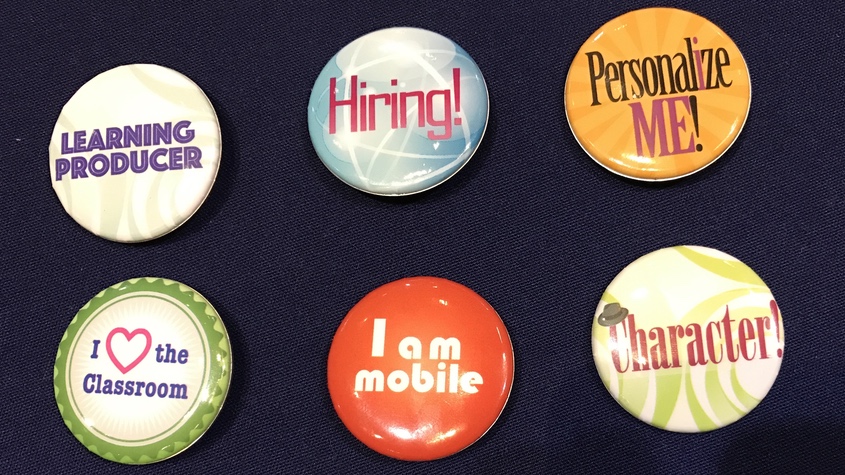 LEARNING
PRODUCER
Hiring!
Personalize
ME!
I the
Classroom
I am
mobile
Character!